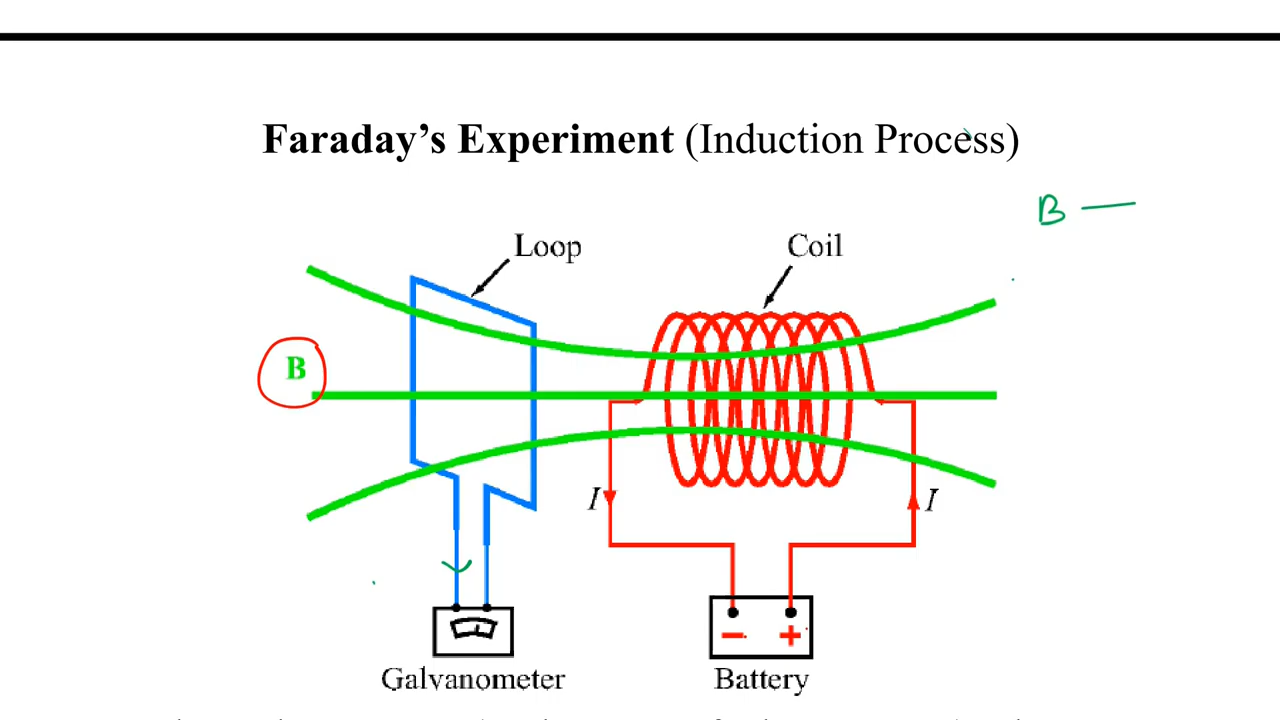 Faraday’s Experiment (Induction Process)
B —
Loop
Coil
B
I
I
− +
Galvanometer
Battery